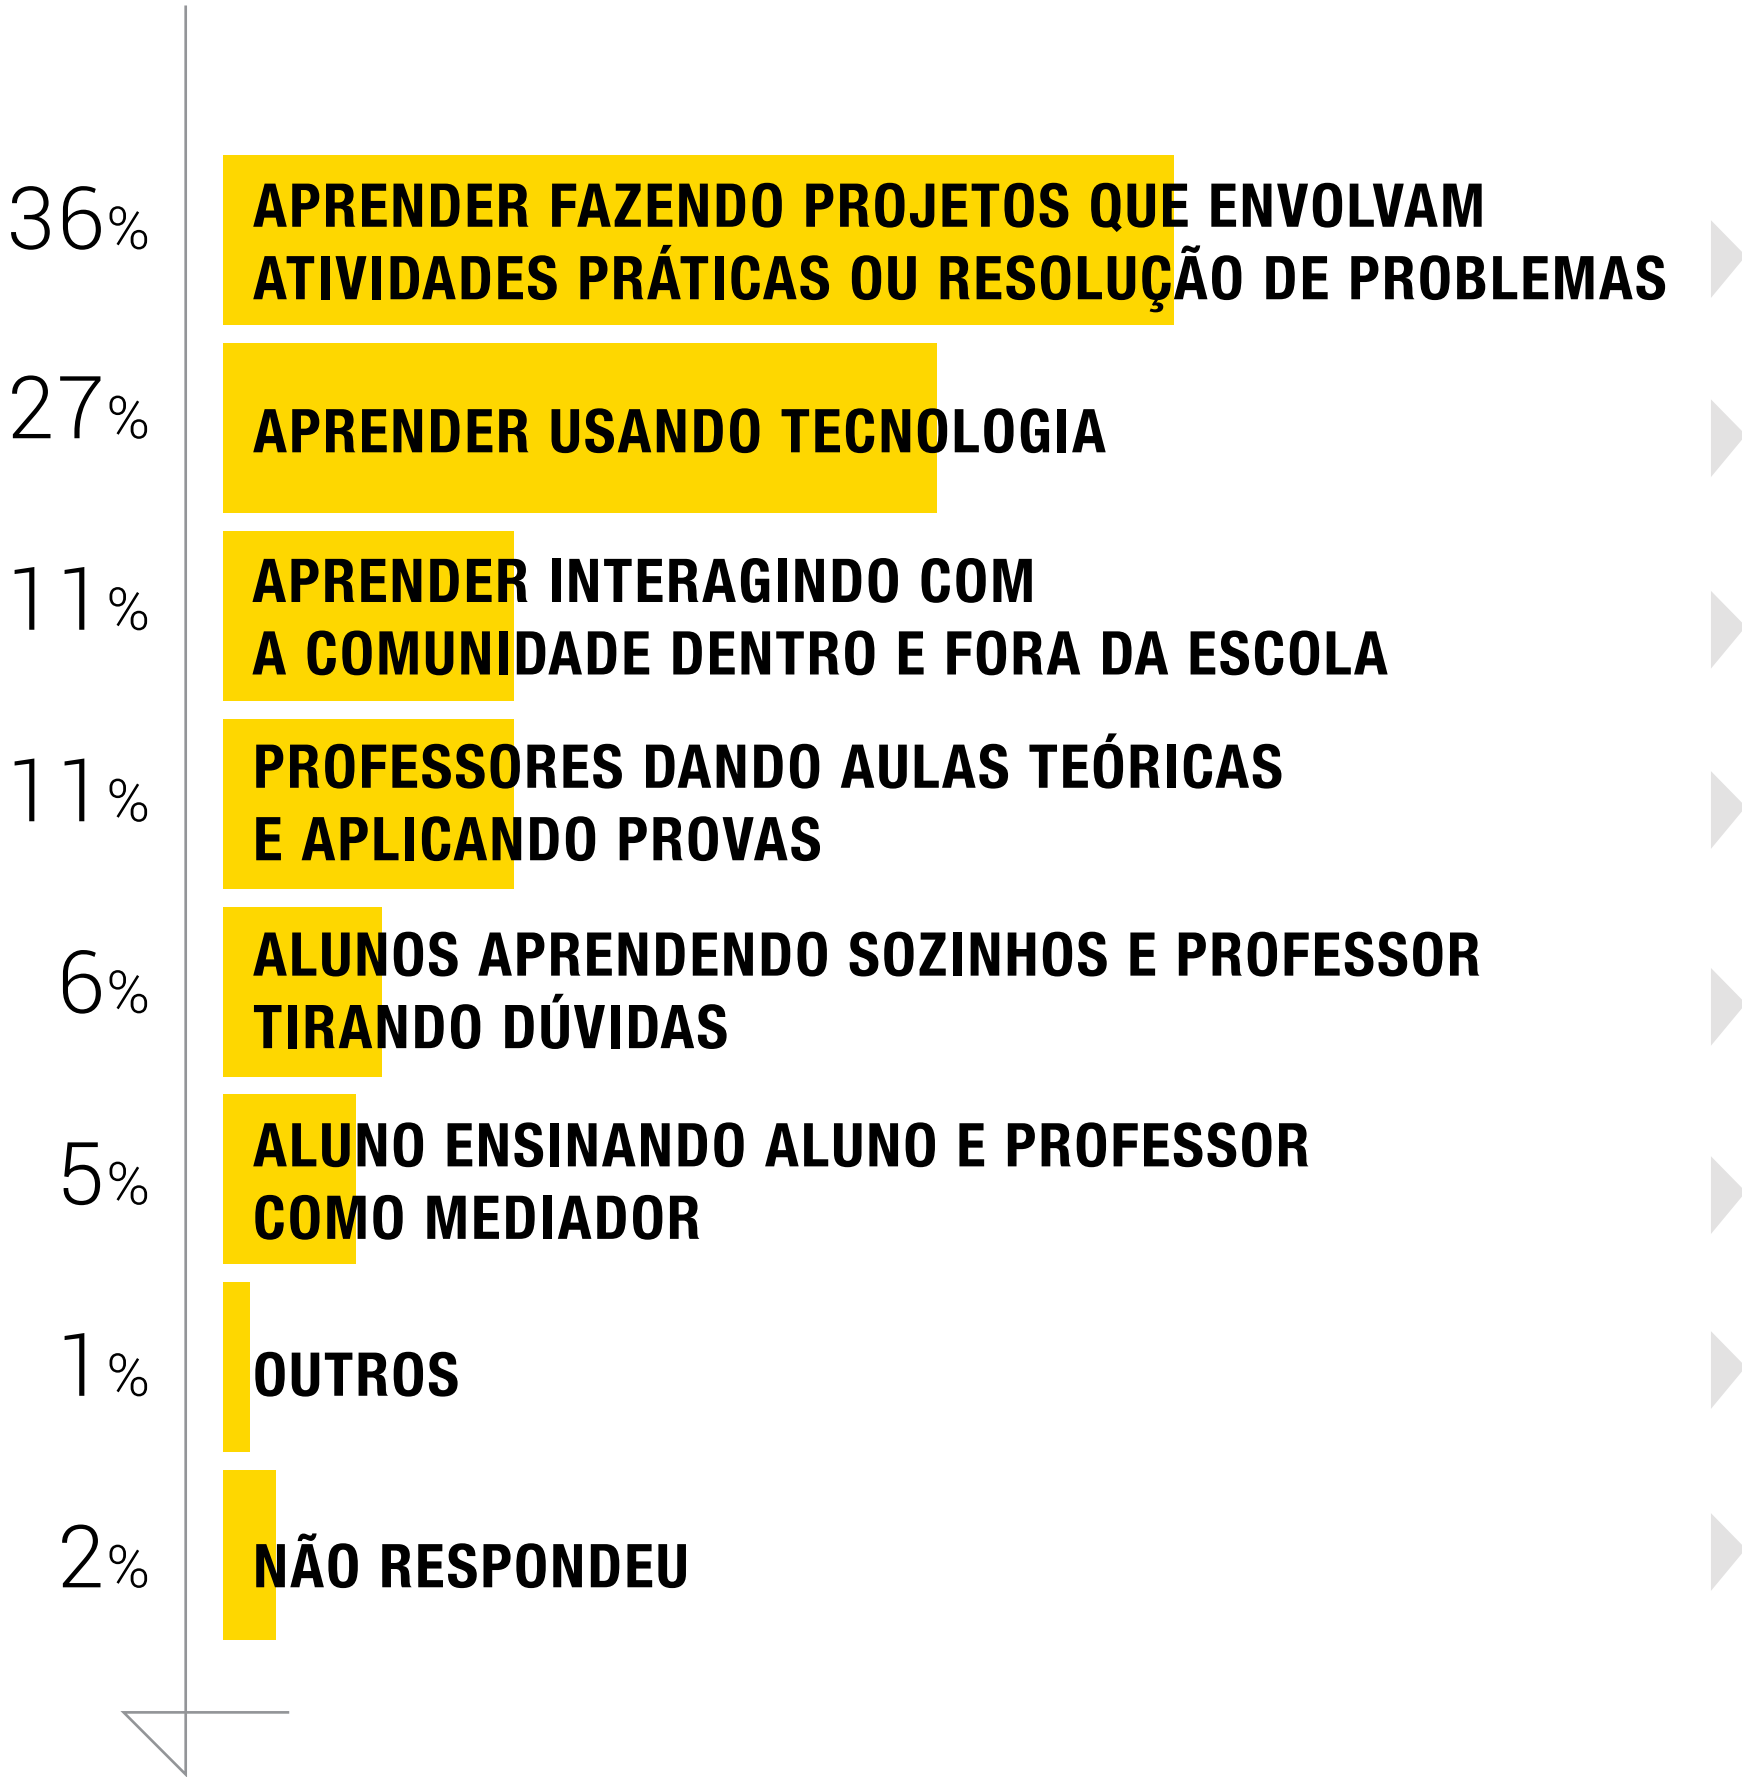 36%
APRENDER FAZENDO PROJETOS QUE ENVOLVAM
ATIVIDADES PRÁTICAS OU RESOLUÇÃO DE PROBLEMAS
27%
APRENDER USANDO TECNOLOGIA
11%
APRENDER INTERAGINDO COM
A COMUNIDADE DENTRO E FORA DA ESCOLA
11%
PROFESSORES DANDO AULAS TEÓRICAS
E APLICANDO PROVAS
6%
ALUNOS APRENDENDO SOZINHOS E PROFESSOR
TIRANDO DÚVIDAS
5%
ALUNO ENSINANDO ALUNO E PROFESSOR
COMO MEDIADOR
1%
OUTROS
2%
NÃO RESPONDEU